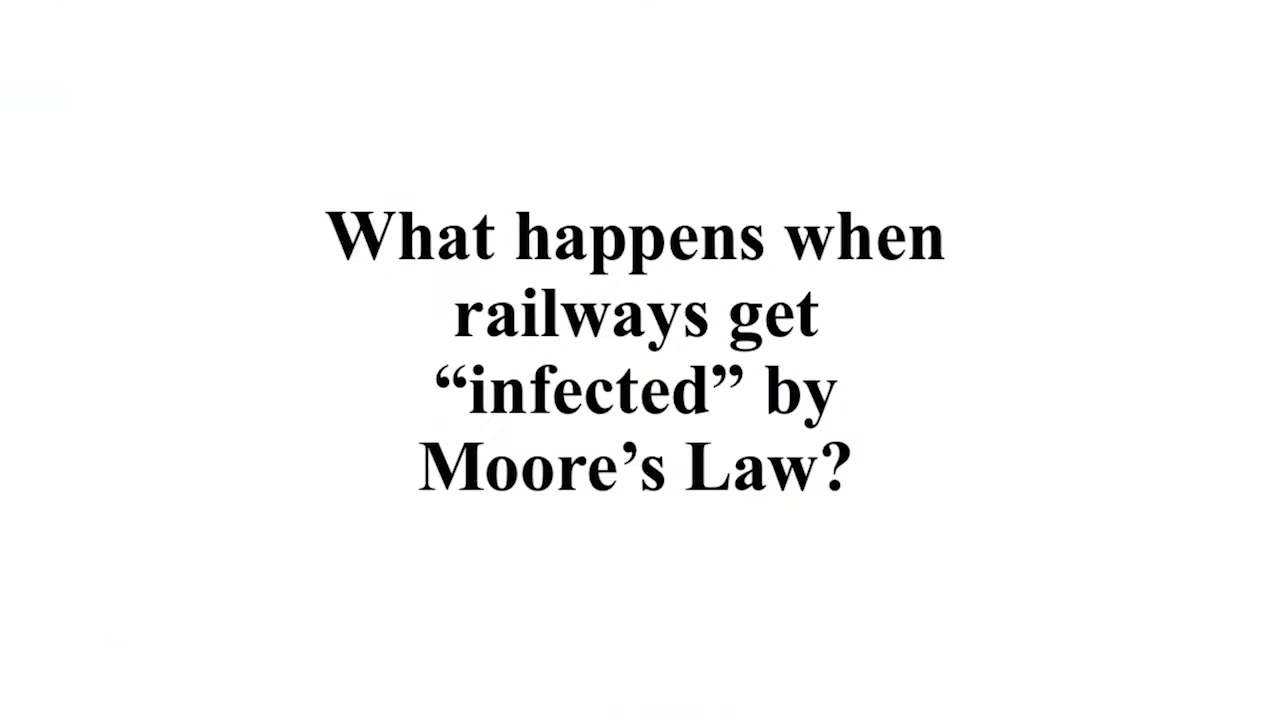 What happens when
railways get
“infected” by
Moore’s Law?